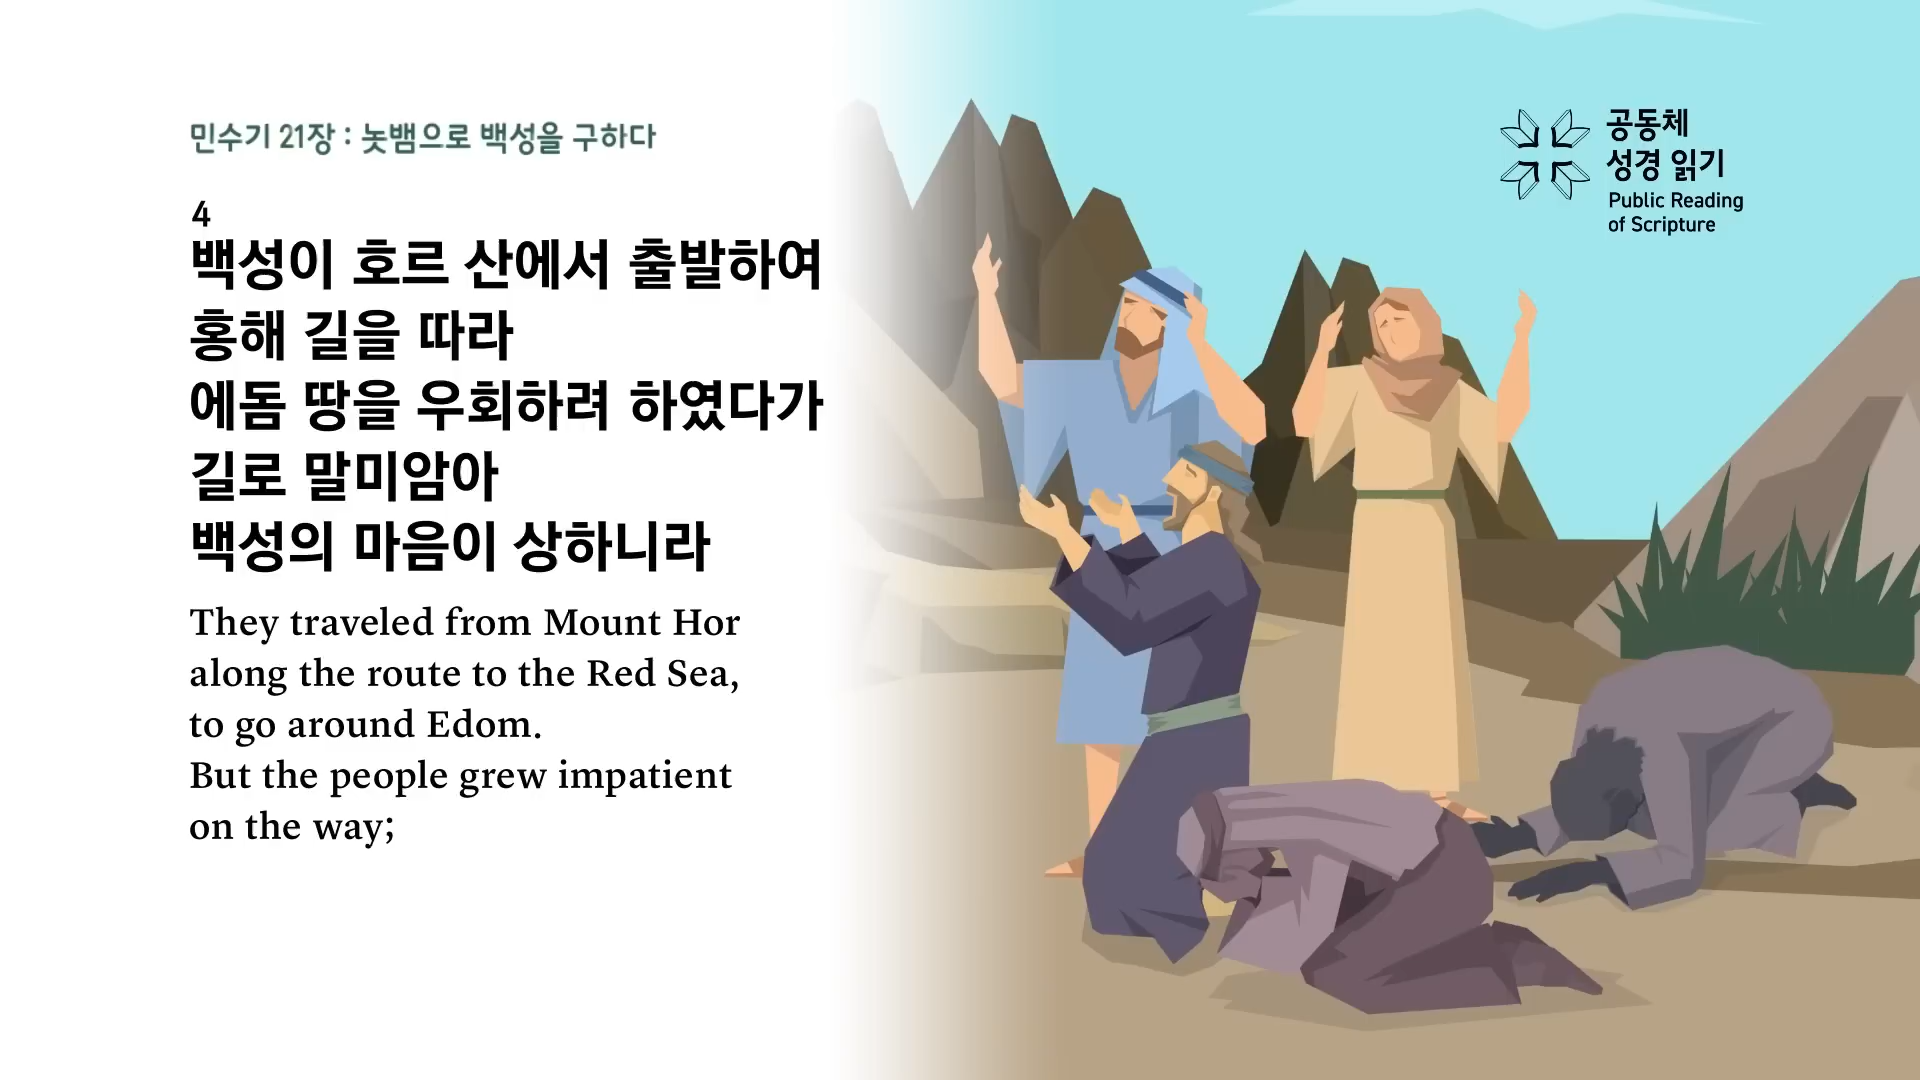 민수기 21장 : 놋뱀으로 백성을 구하다
4
백성이 호르 산에서 출발하여
홍해 길을 따라
에돔 땅을 우회하려 하였다가
길로 말미암아
백성의 마음이 상하니라
They traveled from Mount Hor
along the route to the Red Sea,
to go around Edom.
But the people grew impatient
on the way;
공동체
성경 읽기
Public Reading
of Scripture